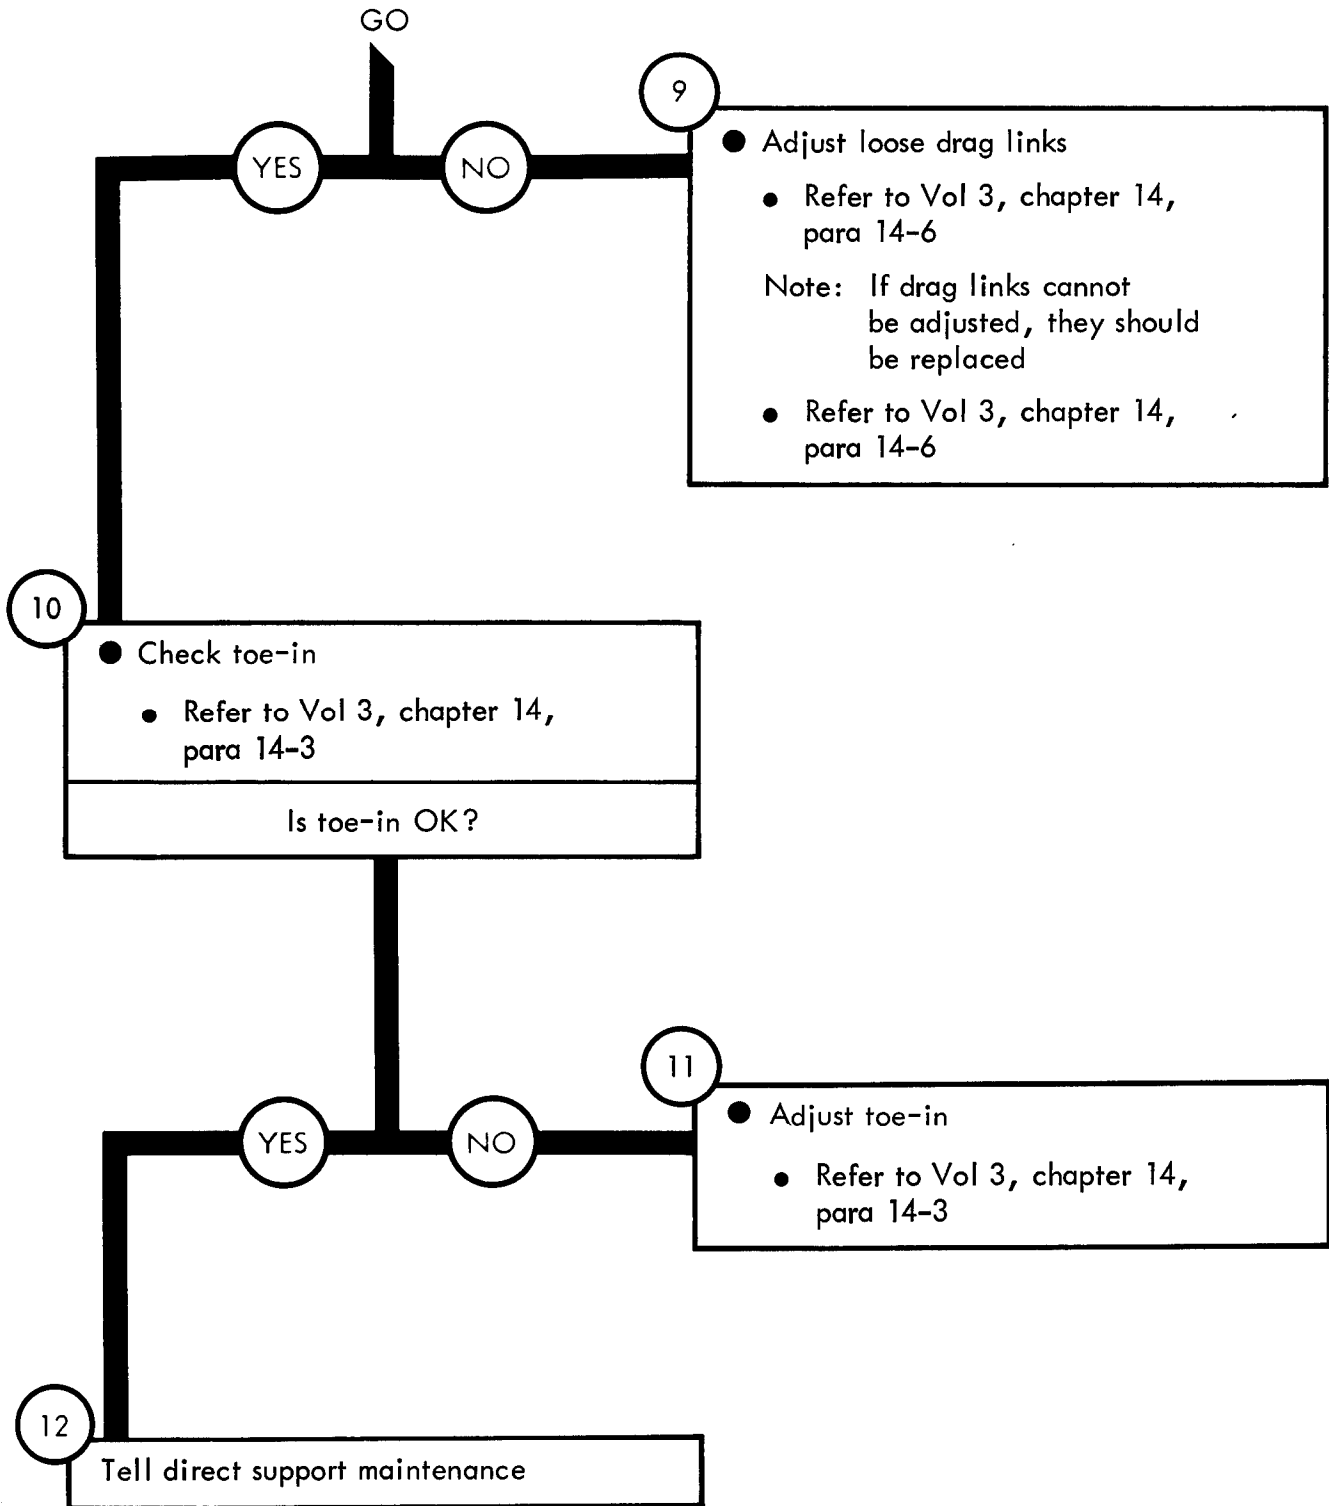 GO
YES
NO
9
● Adjust loose drag links
● Refer to Vol 3, chapter 14,
para 14-6
Note: If drag links cannot
be adjusted, they should
be replaced
● Refer to Vol 3, chapter 14,
para 14-6
10
● Check toe-in
● Refer to Vol 3, chapter 14,
para 14-3
Is toe-in OK?
YES
NO
11
● Adjust toe-in
● Refer to Vol 3, chapter 14,
para 14-3
12
Tell direct support maintenance